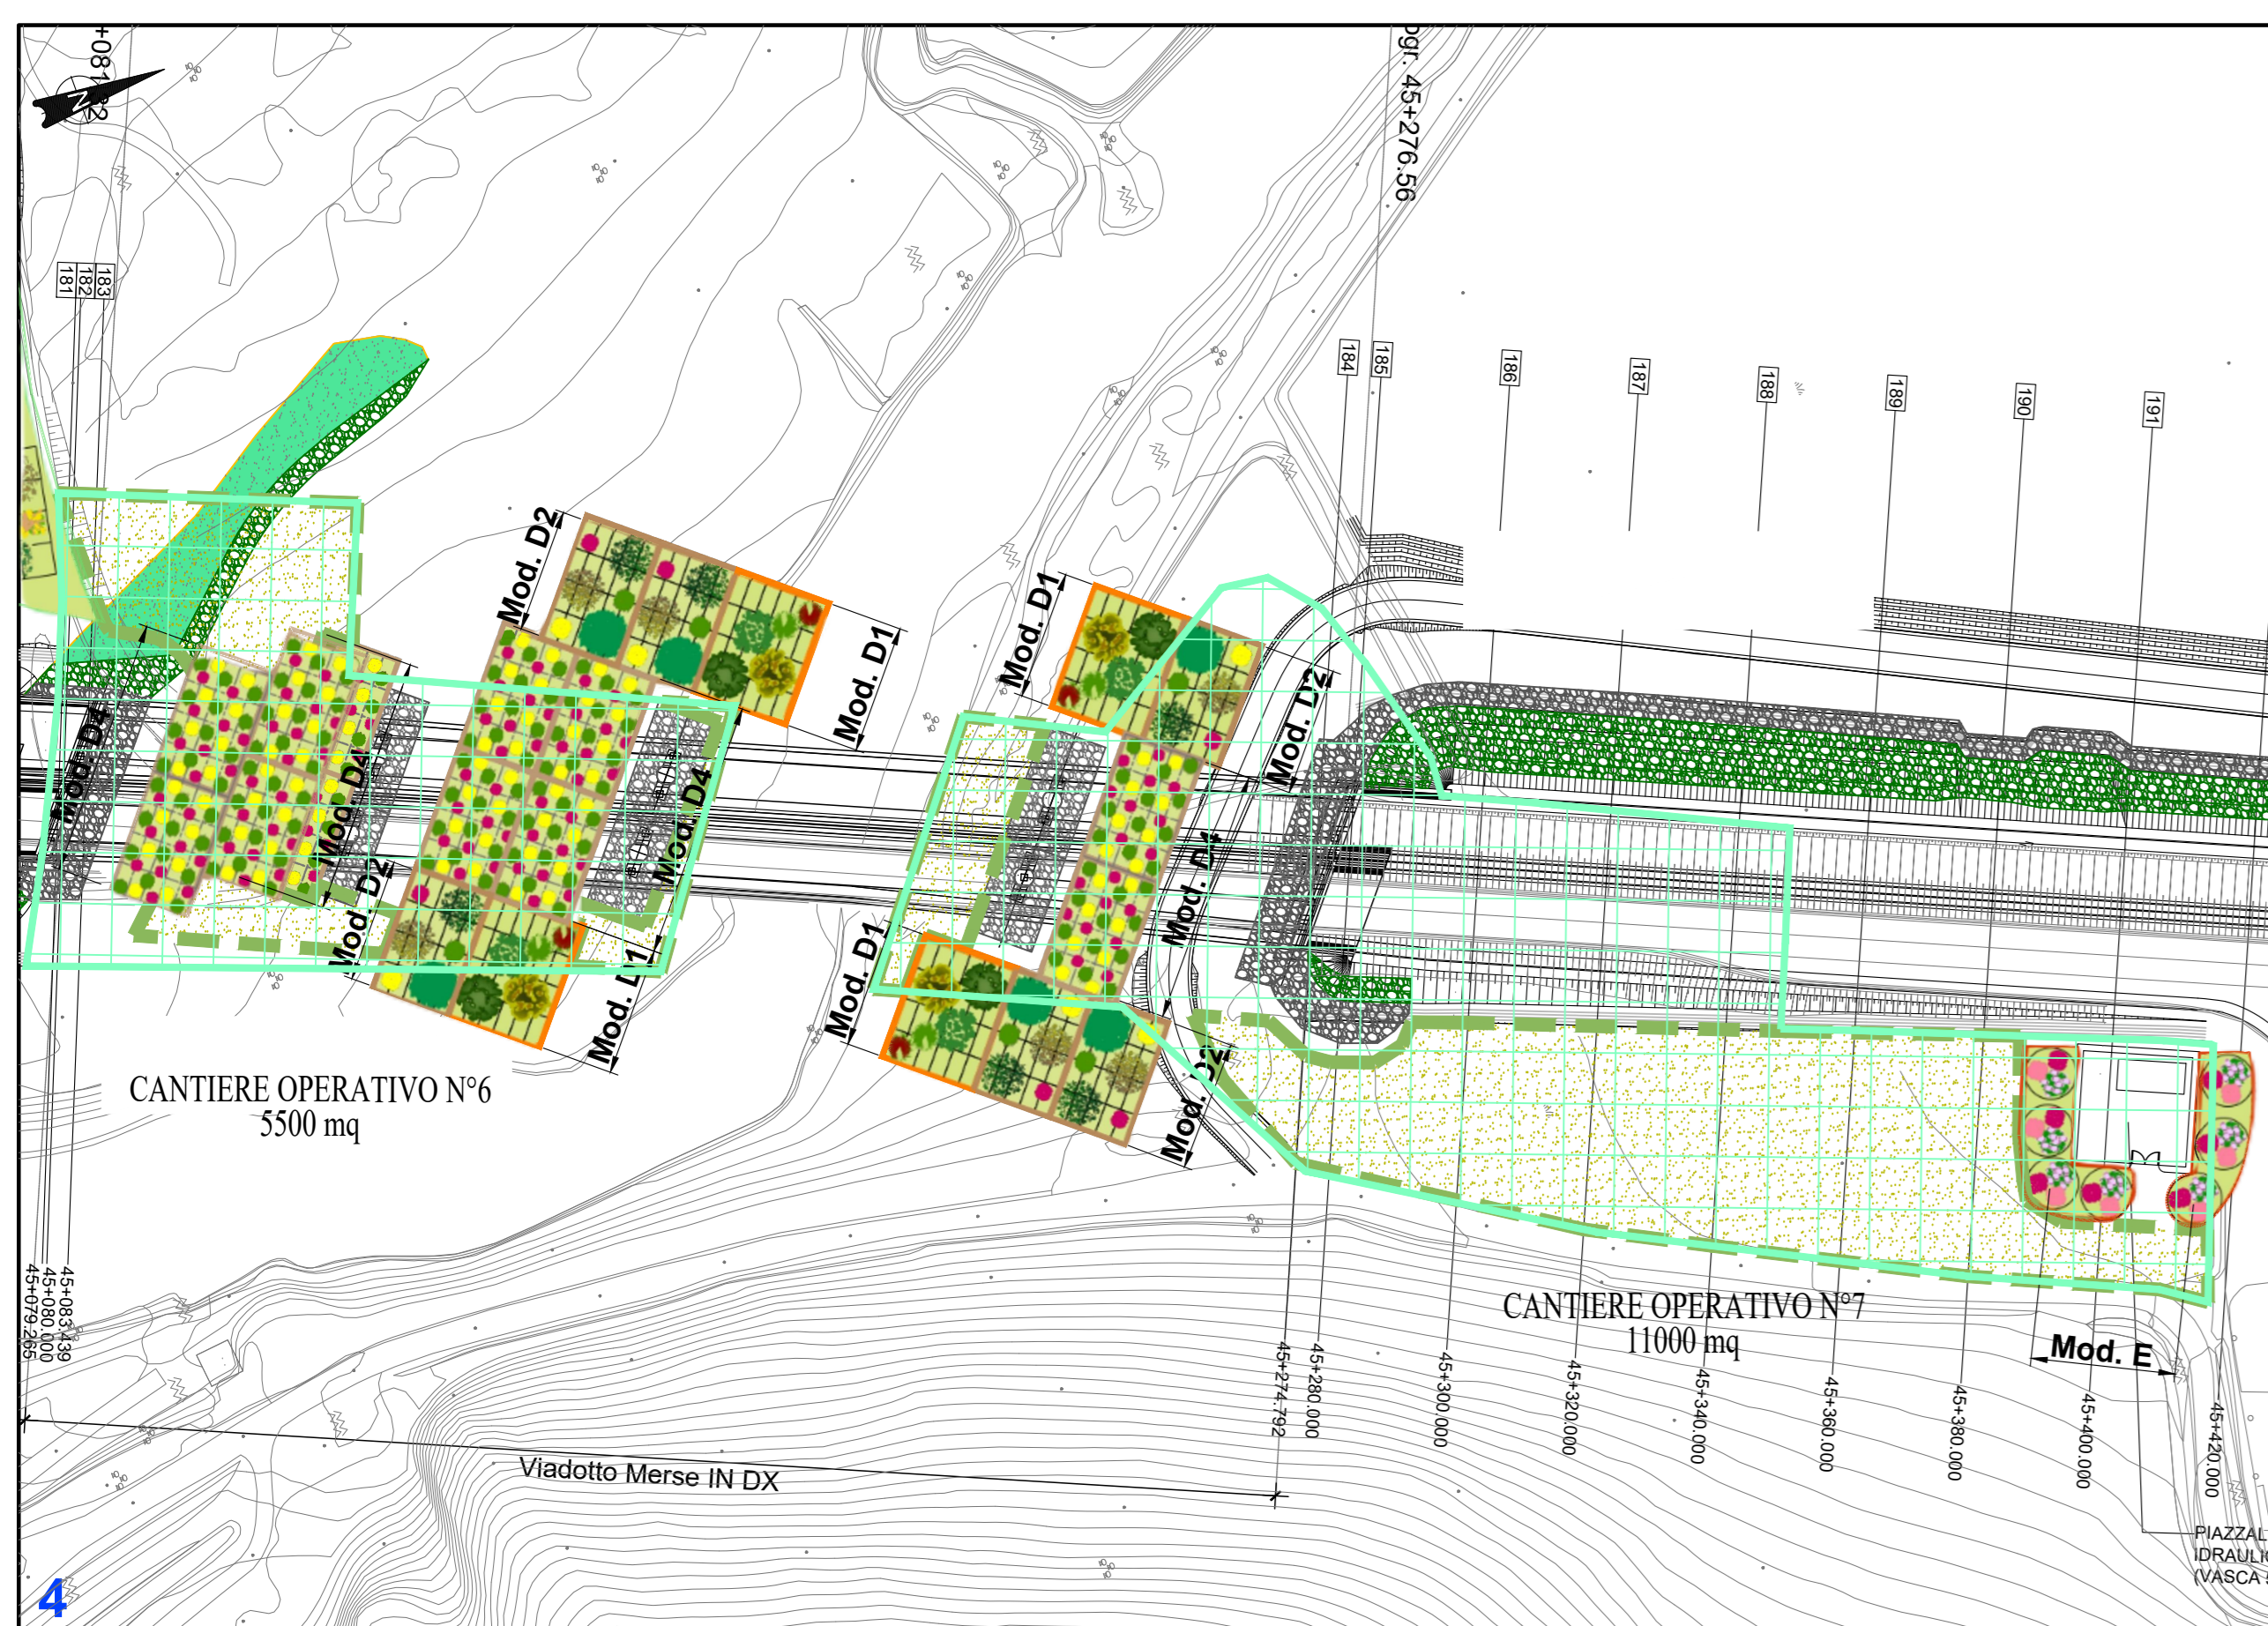 +081.32
N
pgr. 45+276.56
181
182
183
184
185
186
187
188
189
190
191
Mod. D2
Mod. D1
Mod. D1
Mod. D2
Mod. D4
Mod. D4
Mod. D4
Mod. D4
Mod. D2
Mod. D1
Mod. D1
Mod. D2
CANTIERE OPERATIVO N°6
5500 mq
CANTIERE OPERATIVO N°7
11000 mq
Mod. E
45+079.265
45+080.000
45+083.439
45+274.792
45+280.000
45+300.000
45+320.000
45+340.000
45+360.000
45+380.000
45+400.000
45+420.000
Viadotto Merse IN DX
PIAZZAL
IDRAULI
(VASCA
4